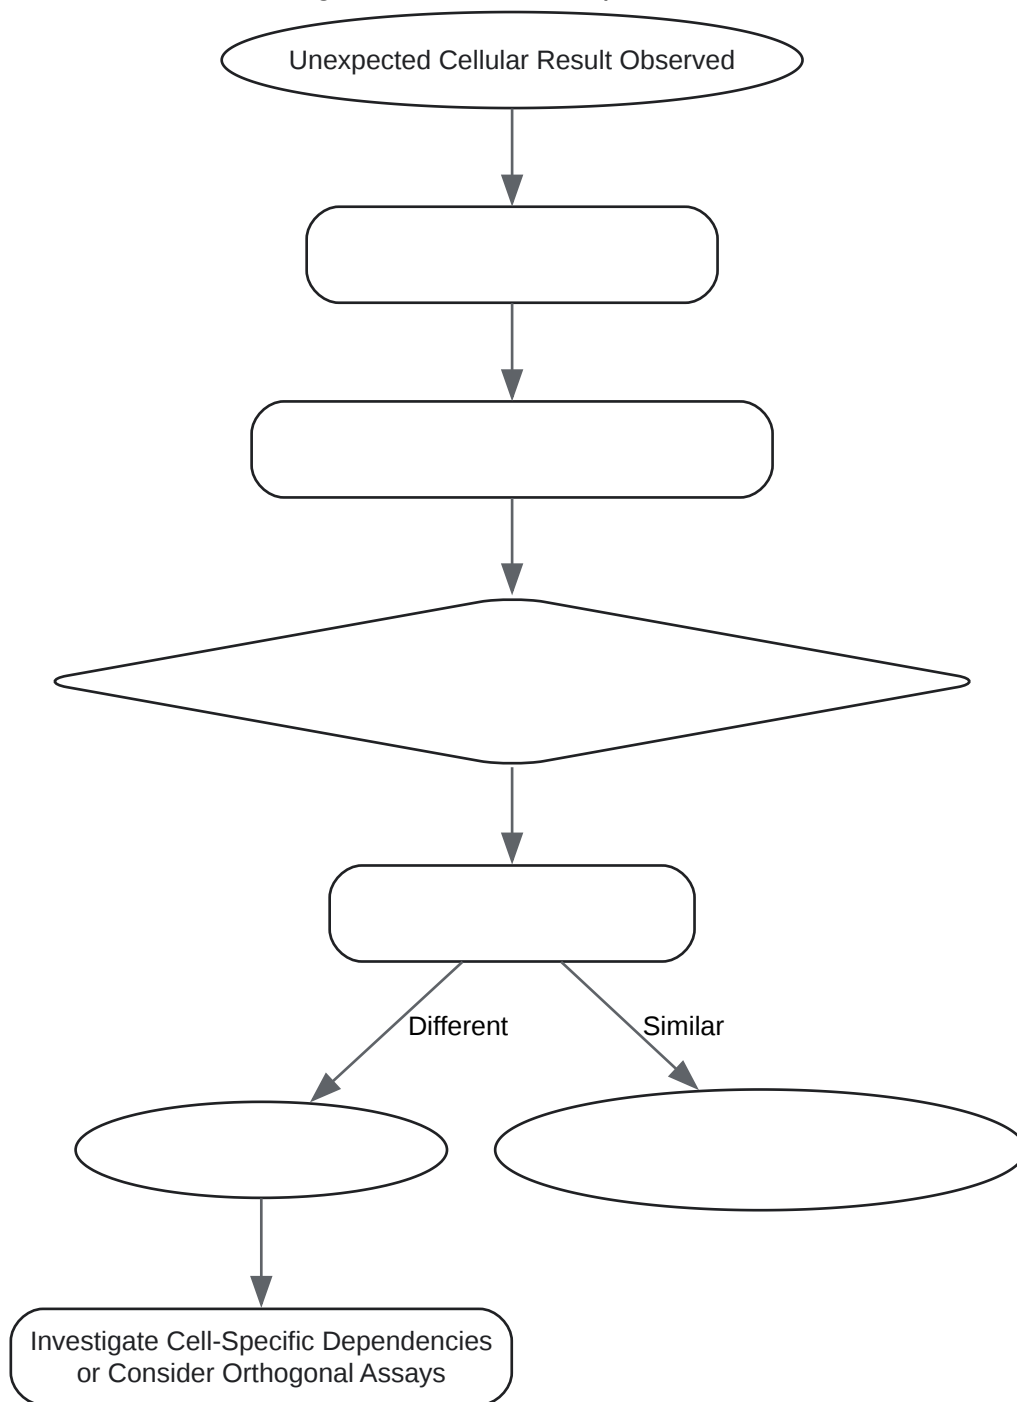 Unexpected Cellular Result Observed
Different
Similar
Investigate Cell-Specific Dependencies
or Consider Orthogonal Assays